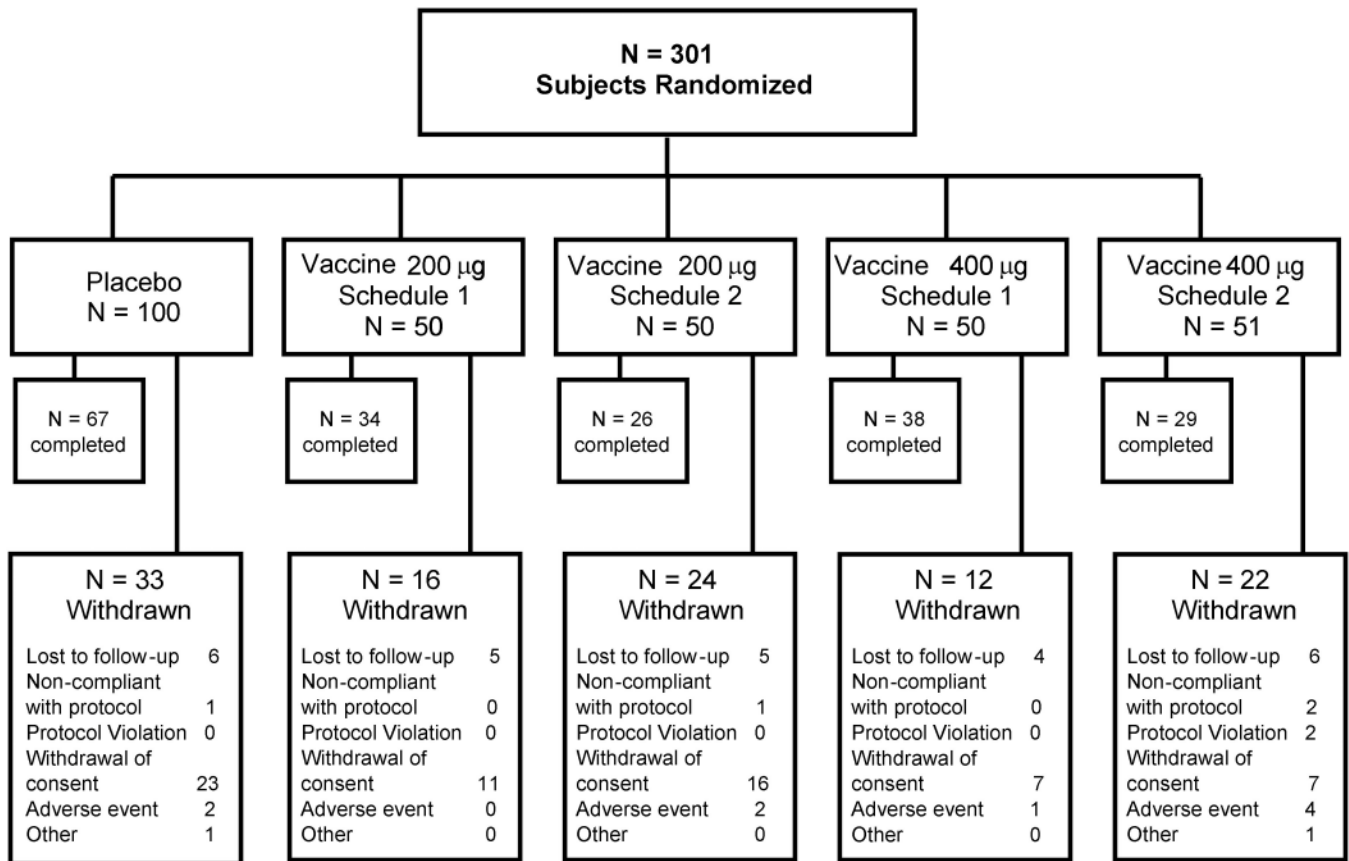 N = 301
Subjects Randomized
Placebo
N = 100
Vaccine 200 µg
Schedule 1
N = 50
Vaccine 200 µg
Schedule 2
N = 50
Vaccine 400 µg
Schedule 1
N = 50
Vaccine 400 µg
Schedule 2
N = 51
N = 67
completed
N = 34
completed
N = 26
completed
N = 38
completed
N = 29
completed
N = 33
Withdrawn
Lost to follow-up 6
Non-compliant
with protocol 1
Protocol Violation 0
Withdrawal of
consent 23
Adverse event 2
Other 1
N = 16
Withdrawn
Lost to follow-up 5
Non-compliant
with protocol 0
Protocol Violation 0
Withdrawal of
consent 11
Adverse event 0
Other 0
N = 24
Withdrawn
Lost to follow-up 5
Non-compliant
with protocol 1
Protocol Violation 0
Withdrawal of
consent 16
Adverse event 2
Other 0
N = 12
Withdrawn
Lost to follow-up 4
Non-compliant
with protocol 0
Protocol Violation 0
Withdrawal of
consent 7
Adverse event 1
Other 0
N = 22
Withdrawn
Lost to follow-up 6
Non-compliant
with protocol 2
Protocol Violation 2
Withdrawal of
consent 7
Adverse event 4
Other 1